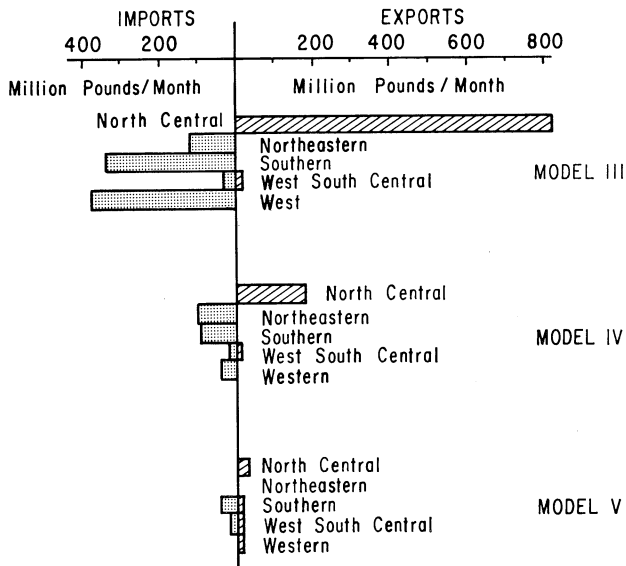 IMPORTS EXPORTS
400 200 200 400 600 800
Million Pounds/Month Million Pounds/Month
North Central
Northeastern
Southern
West South Central MODEL III
West
North Central
Northeastern
Southern
West South Central MODEL IV
Western
North Central
Northeastern
Southern MODEL V
West South Central
Western